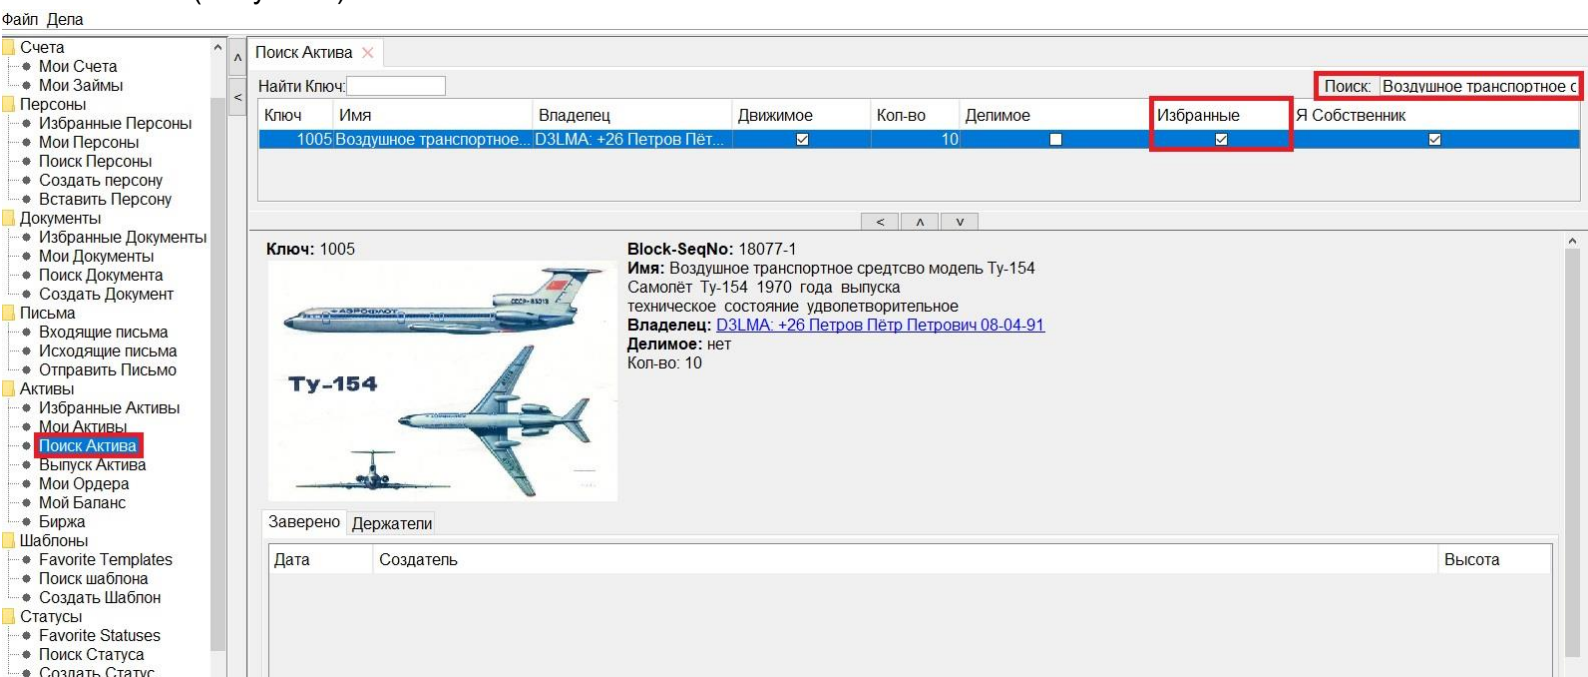 Файл Дела
Счета
Мои Счета
Мои Займы
Персоны
Избранные Персоны
Мои Персоны
Поиск Персоны
Создать персону
Вставить Персону
Документы
Избранные Документы
Мои Документы
Поиск Документа
Создать Документ
Письма
Входящие письма
Исходящие письма
Отправить Письмо
Активы
Избранные Активы
Мои Активы
Поиск Актива
Выпуск Актива
Мои Ордера
Мой Баланс
Биржа
Шаблоны
Favorite Templates
Поиск шаблона
Создать Шаблон
Статусы
Favorite Statuses
Поиск Статуса
Создать Статус
Поиск Актива
Найти Ключ:
Поиск: Воздушное транспортное с
Ключ Имя Владелец Движимое Кол-во Делимое Избранные Я Собственник
1005 Воздушное транспортное... D3LMA: +26 Петров Пёт... 10
Ключ: 1005
АЭРОФЛОТ
Ту-154
Block-SeqNo: 18077-1
Имя: Воздушное транспортное средтсво модель Ту-154
Самолёт Ту-154 1970 года выпуска
техническое состояние удволетворительное
Владелец: D3LMA: +26 Петров Пётр Петрович 08-04-91
Делимое: нет
Кол-во: 10
Заверено Держатели
Дата Создатель Высота